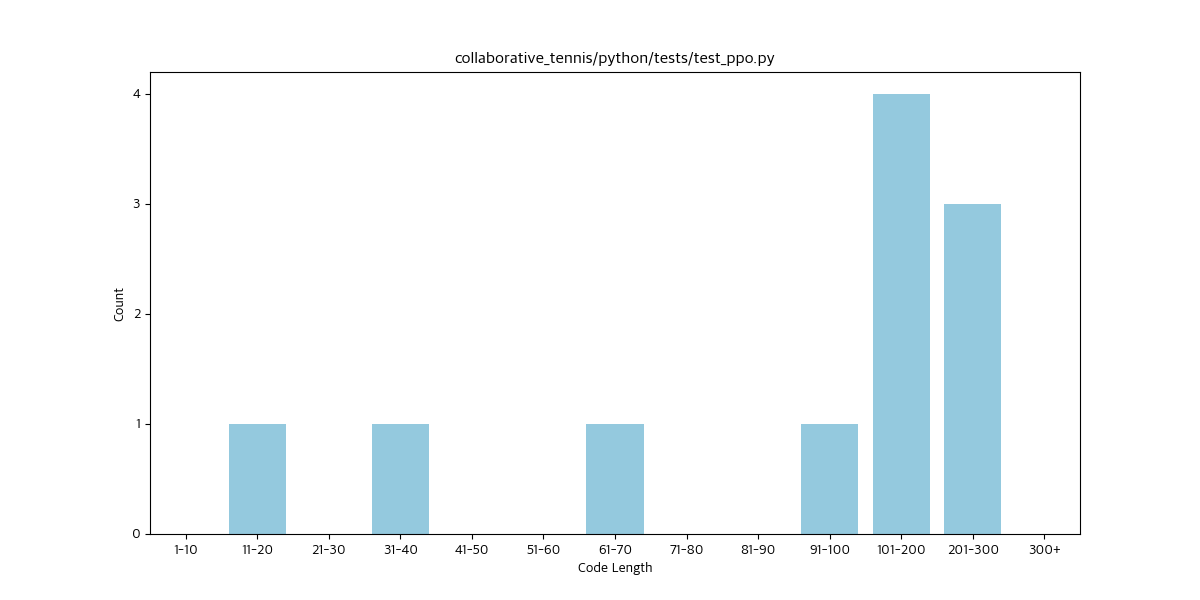 collaborative_tennis/python/tests/test_ppo.py
4
3
Count
2
1
0
1-10 11-20 21-30 31-40 41-50 51-60 61-70 71-80 81-90 91-100 101-200 201-300 300+
Code Length